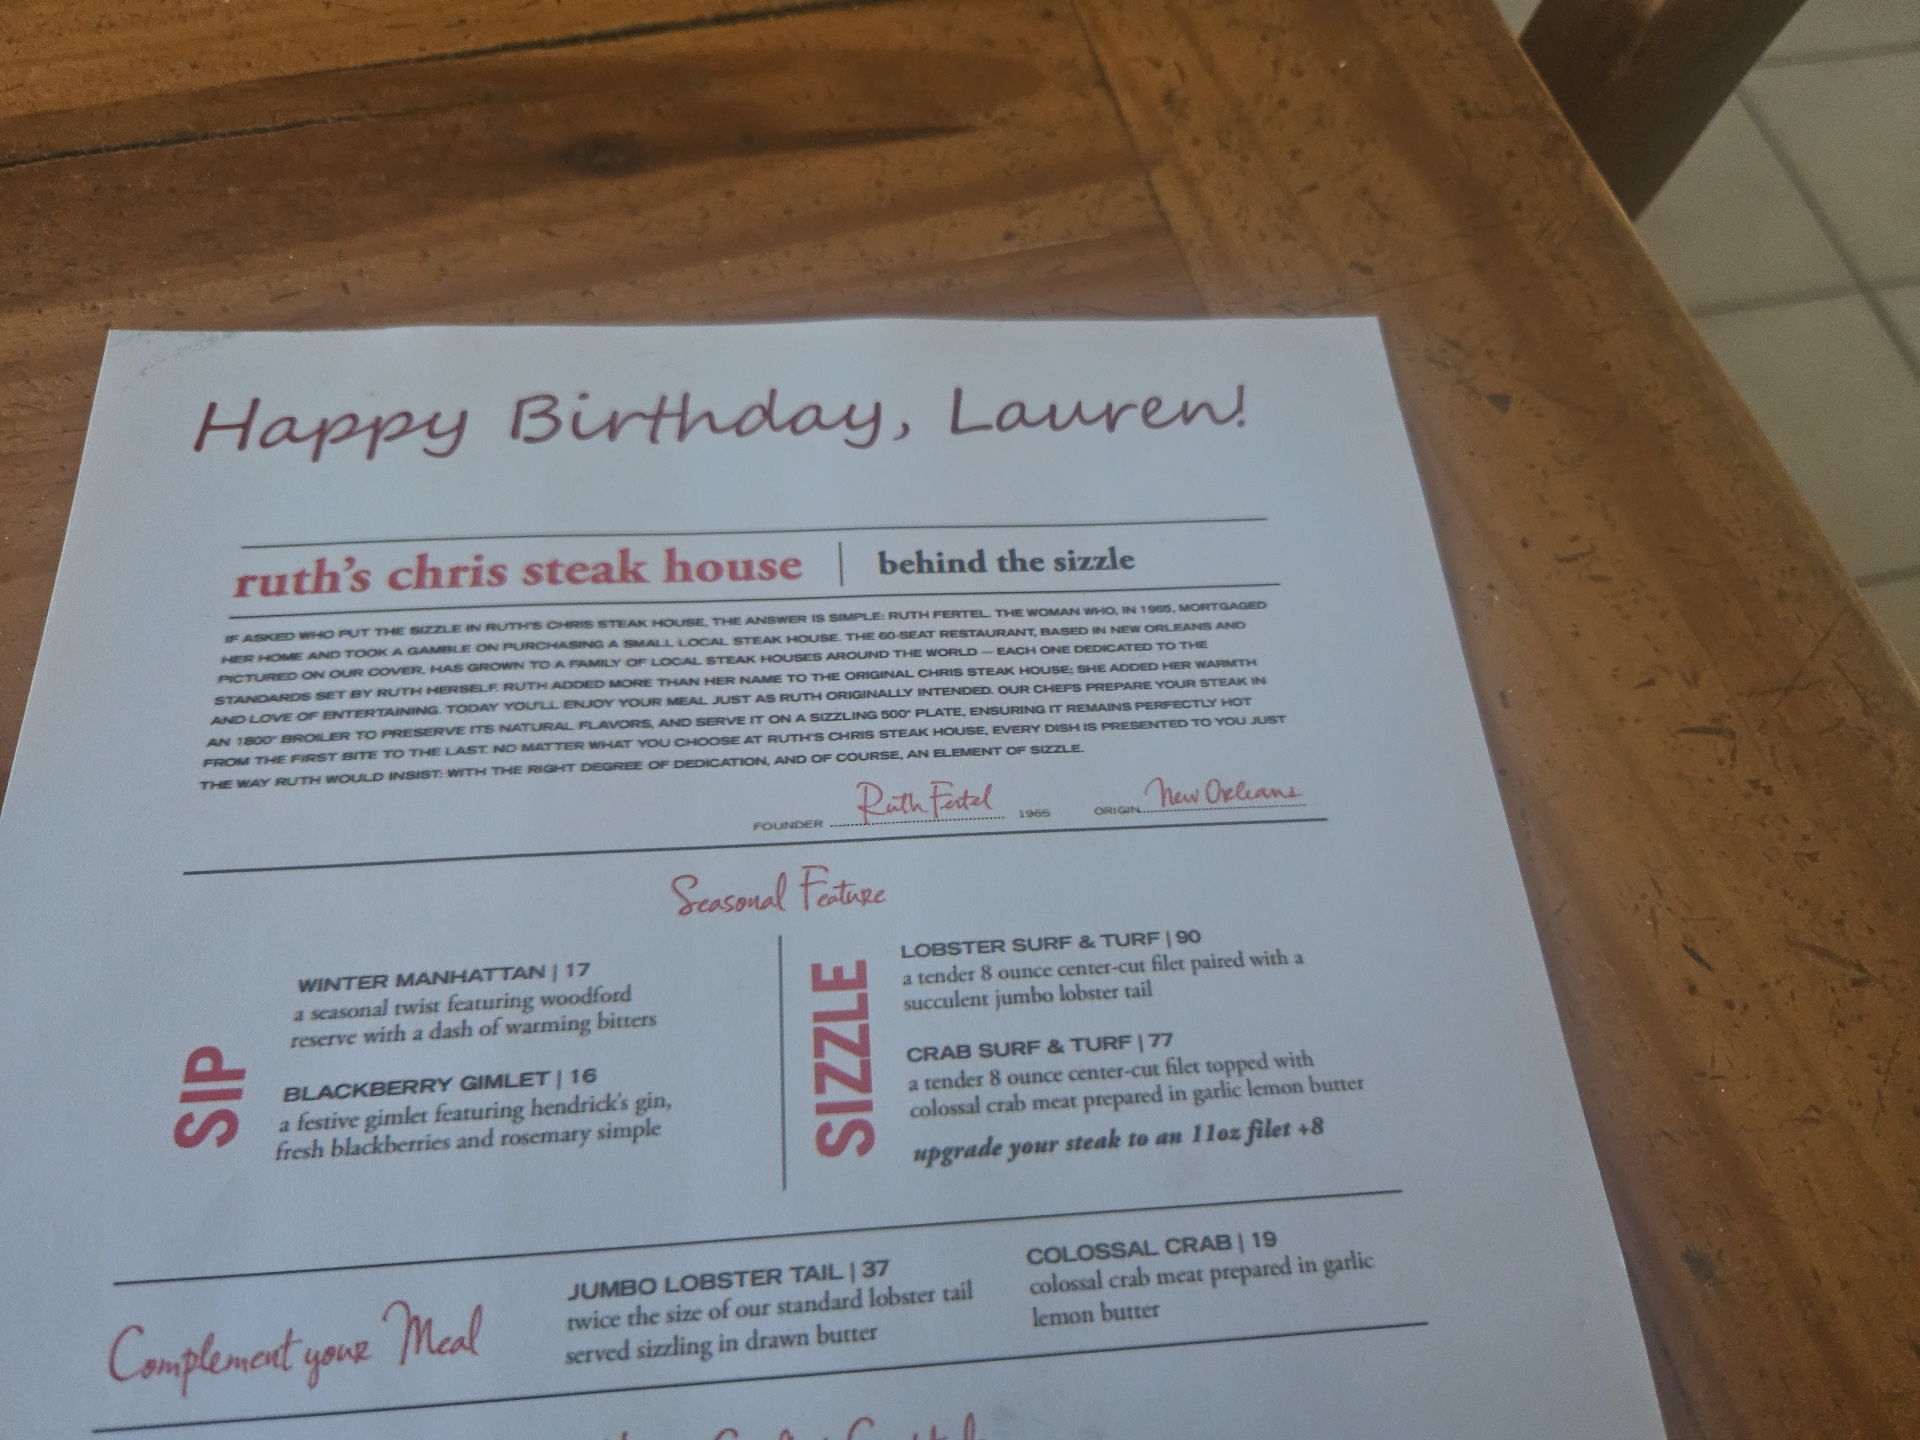 Happy Birthday, Lauren!
ruth's chris steak house | behind the sizzle
IF ASKED WHO PUT THE SIZZLE IN RUTH'S CHRIS STEAK HOUSE, THE ANSWER IS SIMPLE: RUTH FERTEL. THE WOMAN WHO, IN 1965, MORTGAGED
HER HOME AND TOOK A GAMBLE ON PURCHASING A SMALL LOCAL STEAK HOUSE. THE 60-SEAT RESTAURANT, BASED IN NEW ORLEANS AND
PICTURED ON OUR COVER, HAS GROWN TO A FAMILY OF LOCAL STEAK HOUSES AROUND THE WORLD — EACH ONE DEDICATED TO THE
STANDARDS SET BY RUTH HERSELF. RUTH ADDED MORE THAN HER NAME TO THE ORIGINAL CHRIS STEAK HOUSE; SHE ADDED HER WARMTH
AND LOVE OF ENTERTAINING. TODAY YOU'LL ENJOY YOUR MEAL JUST AS RUTH ORIGINALLY INTENDED. OUR CHEFS PREPARE YOUR STEAK IN
AN 1800° BROILER TO PRESERVE ITS NATURAL FLAVORS, AND SERVE IT ON A SIZZLING 500° PLATE, ENSURING IT REMAINS PERFECTLY HOT
FROM THE FIRST BITE TO THE LAST. NO MATTER WHAT YOU CHOOSE AT RUTH'S CHRIS STEAK HOUSE, EVERY DISH IS PRESENTED TO YOU JUST
THE WAY RUTH WOULD INSIST: WITH THE RIGHT DEGREE OF DEDICATION, AND OF COURSE, AN ELEMENT OF SIZZLE.
FOUNDER Ruth Fertel 1965 ORIGIN New Orleans
Seasonal Feature
SIP
WINTER MANHATTAN | 17
a seasonal twist featuring woodford
reserve with a dash of warming bitters
BLACKBERRY GIMLET | 16
a festive gimlet featuring hendrick's gin,
fresh blackberries and rosemary simple
SIZZLE
LOBSTER SURF & TURF | 90
a tender 8 ounce center-cut filet paired with a
succulent jumbo lobster tail
CRAB SURF & TURF | 77
a tender 8 ounce center-cut filet topped with
colossal crab meat prepared in garlic lemon butter
upgrade your steak to an 11oz filet +8
Complement your Meal
JUMBO LOBSTER TAIL | 37
twice the size of our standard lobster tail
served sizzling in drawn butter
COLOSSAL CRAB | 19
colossal crab meat prepared in garlic
lemon butter